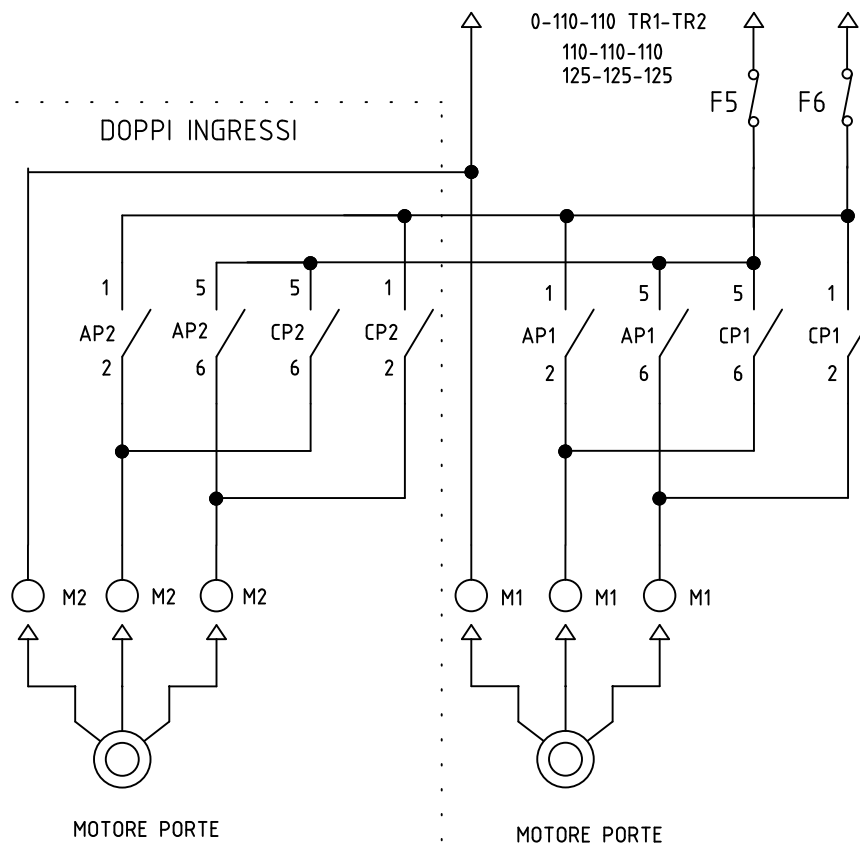 0-110-110 TR1-TR2
110-110-110
125-125-125
F5
F6
DOPPI INGRESSI
1
5
5
1
1
5
5
1
AP2
AP2
CP2
CP2
AP1
AP1
CP1
CP1
2
6
6
2
2
6
6
2
M2
M2
M2
M1
M1
M1
MOTORE PORTE
MOTORE PORTE